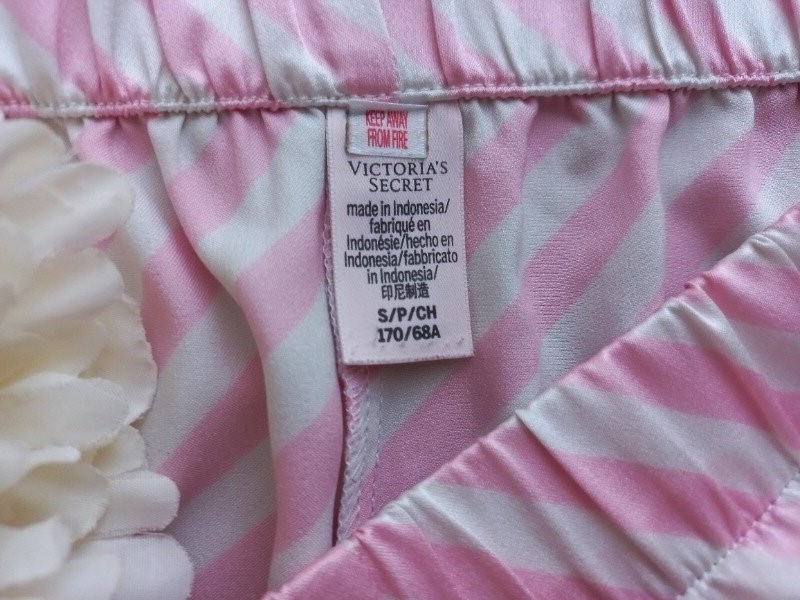 KEEP AWAY
FROM FIRE
VICTORIA'S
SECRET
made in Indonesia/
fabriqué en
Indonésie/hecho en
Indonesia/fabbricato
in Indonesia/
印尼制造
S/P/CH
170/68A